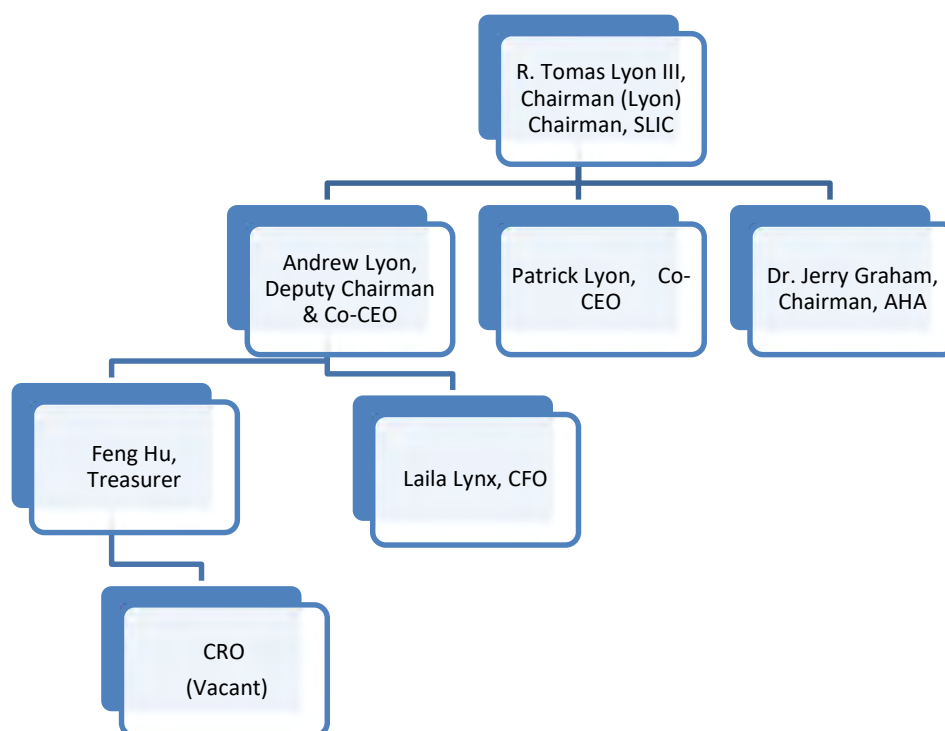 R. Tomas Lyon III,
Chairman (Lyon)
Chairman, SLIC
Andrew Lyon,
Deputy Chairman
& Co-CEO
Patrick Lyon, Co-
CEO
Dr. Jerry Graham,
Chairman, AHA
Feng Hu,
Treasurer
Laila Lynx, CFO
CRO
(Vacant)